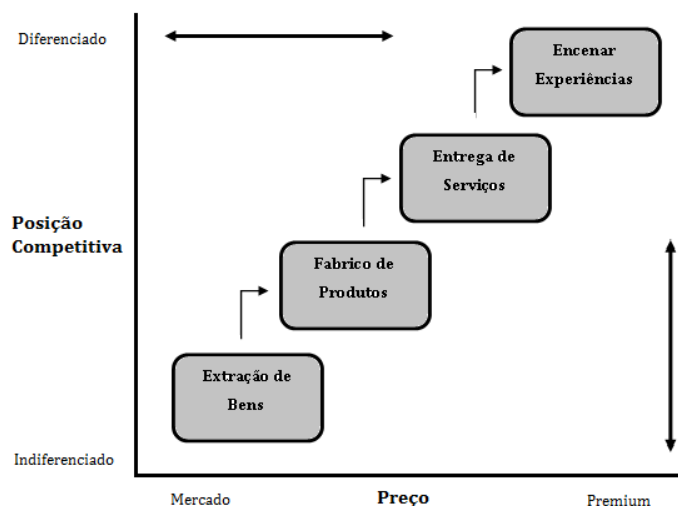 Diferenciado
Encenar
Experiências
Entrega de
Serviços
Posição
Competitiva
Fabrico de
Produtos
Extração de
Bens
Indiferenciado
Mercado
Preço
Premium